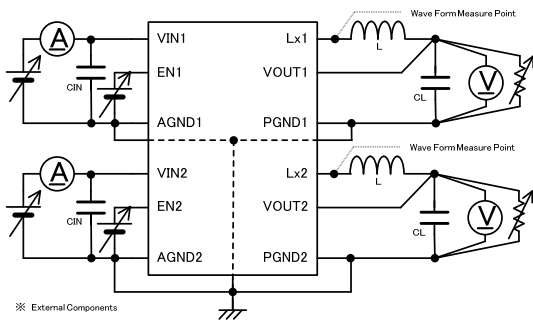 Wave Form Measure Point
A
VIN1
Lx1
L
EN1
VOUT1
CIN
CL
V
AGND1
PGND1
Wave Form Measure Point
A
VIN2
Lx2
L
EN2
VOUT2
CIN
CL
V
AGND2
PGND2
※ External Components